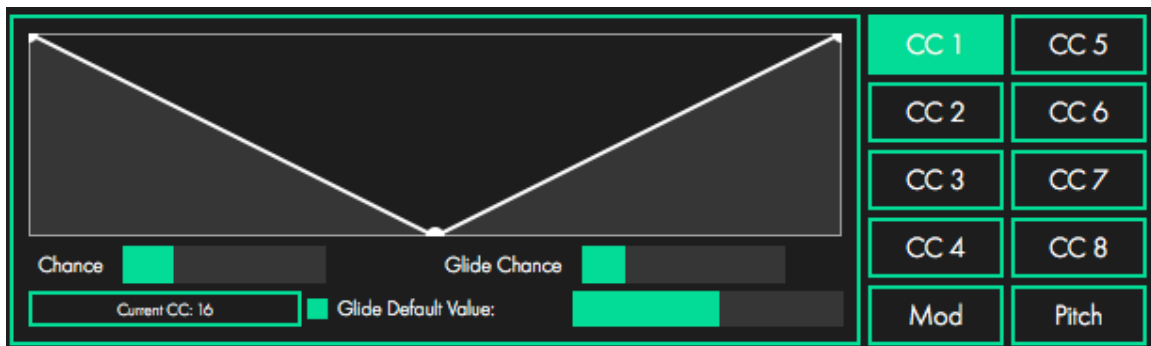 CC 1
CC 5
CC 2
CC 6
CC 3
CC 7
Chance
Glide Chance
CC 4
CC 8
Current CC: 16
Glide Default Value:
Mod
Pitch